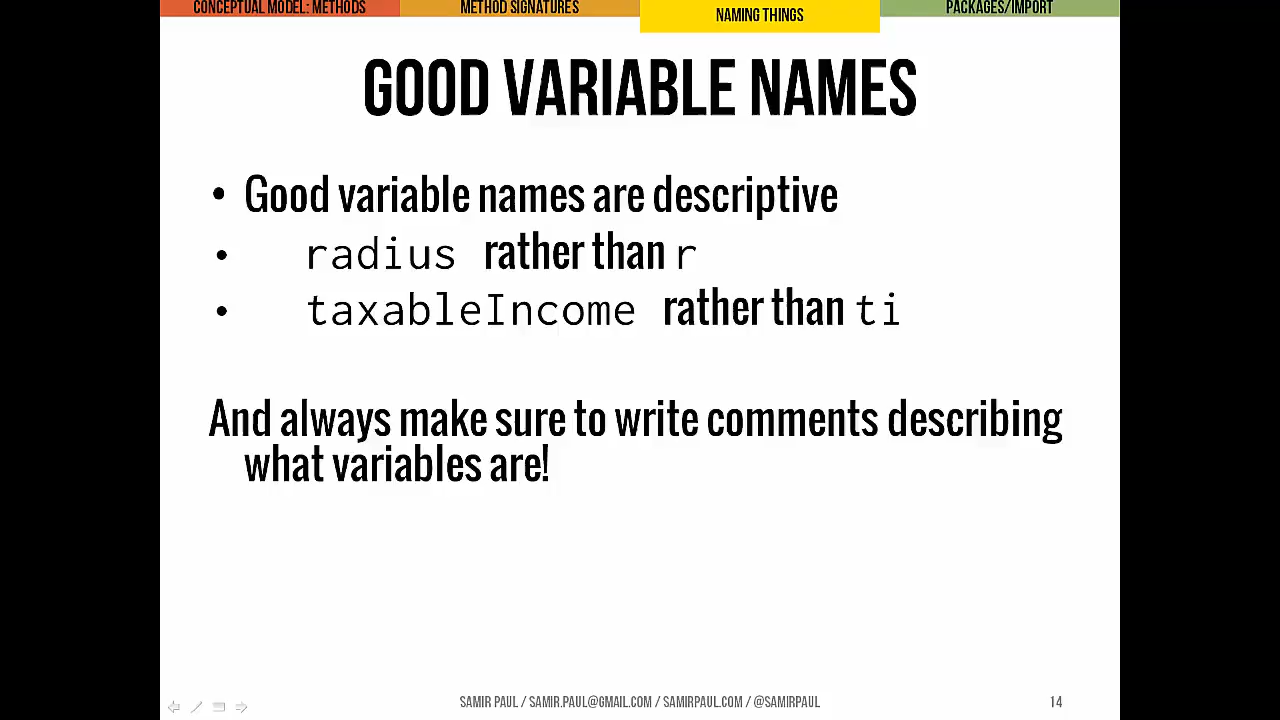 CONCEPTUAL MODEL: METHODS
METHOD SIGNATURES
NAMING THINGS
PACKAGES/IMPORT
GOOD VARIABLE NAMES
• Good variable names are descriptive
• radius rather than r
• taxableIncome rather than ti
And always make sure to write comments describing
what variables are!
SAMIR PAUL / SAMIR.PAUL@GMAIL.COM / SAMIRPAUL.COM / @SAMIRPAUL
14